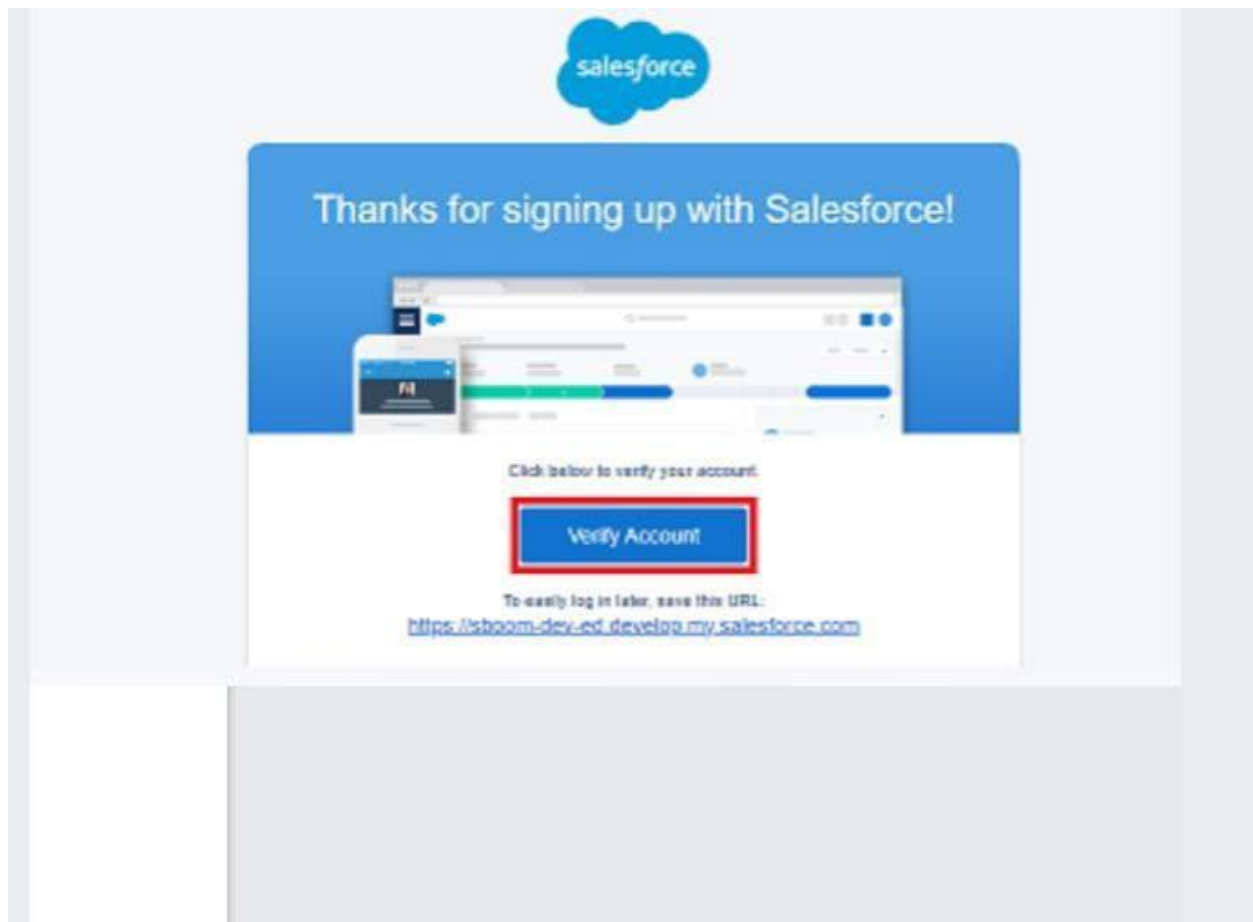 salesforce
Thanks for signing up with Salesforce!
Click below to verify your account.
Verify Account
To easily log in later, save this URL:
https://sboom-dev-ed.develop.my.salesforce.com